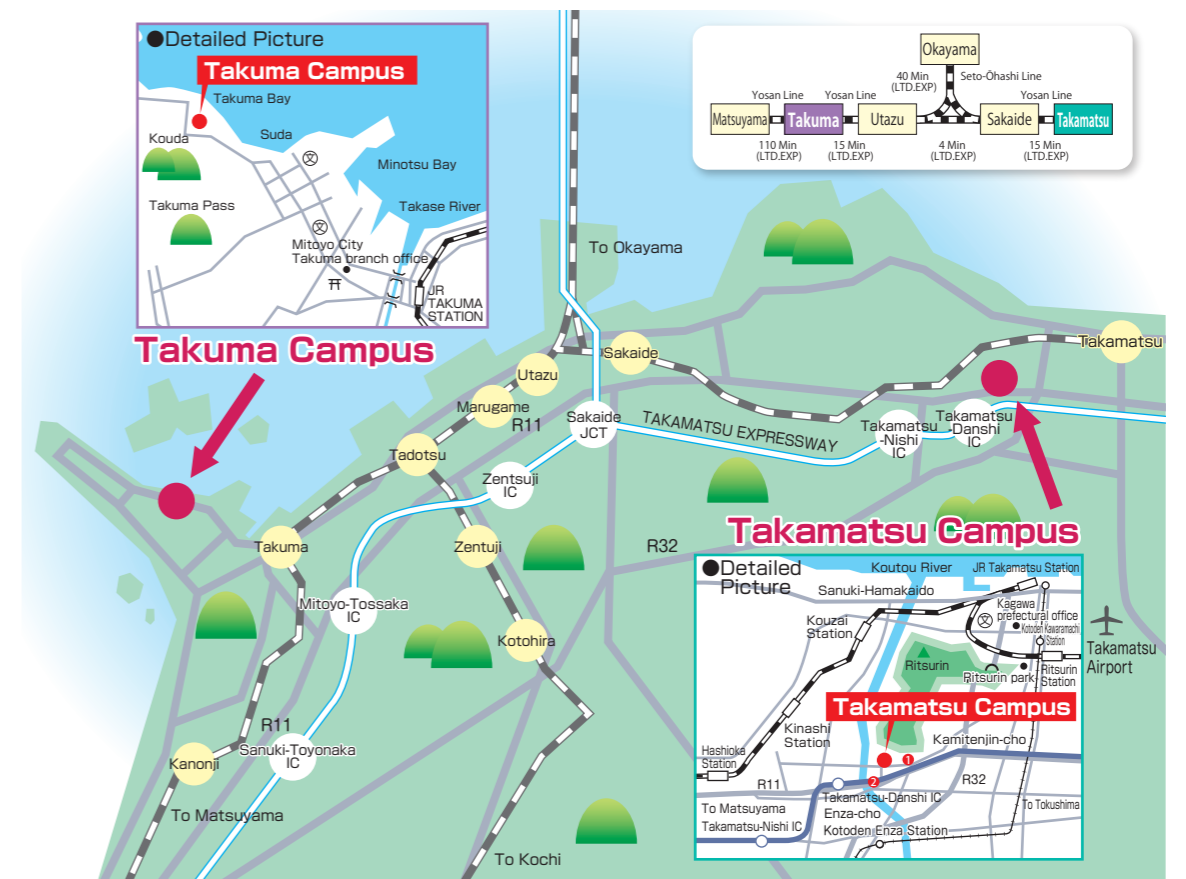 ●Detailed Picture
Takuma Campus
Takuma Bay
Kouda
Suda
文
Minotsu Bay
Takuma Pass
Takase River
文
Mitoyo City
Takuma branch office
JR
TAKUMA
STATION
Takuma Campus
Okayama
40 Min
(LTD.EXP)
Seto-Ōhashi Line
Yosan Line
Yosan Line
Yosan Line
Matsuyama
Takuma
Utazu
Sakaide
Takamatsu
110 Min
(LTD.EXP)
15 Min
(LTD.EXP)
4 Min
(LTD.EXP)
15 Min
(LTD.EXP)
To Okayama
Takamatsu
Sakaide
Utazu
Marugame
R11
Sakaide
JCT
TAKAMATSU EXPRESSWAY
Takamatsu
-Nishi
IC
Takamatsu
-Danshi
IC
Tadotsu
Zentsuji
IC
Takuma
Zentuji
R32
Mitoyo-Tossaka
IC
Kotohira
R11
Sanuki-Toyonaka
IC
Kanonji
To Matsuyama
To Kochi
Takamatsu
Airport
Takamatsu Campus
●Detailed
Picture
Koutou River
JR Takamatsu Station
Sanuki-Hamakaido
Kagawa
prefectural office
文
Kotoden Kawaramachi
Station
Kouzai
Station
Ritsurin
Ritsurin park
Ritsurin
Station
Takamatsu Campus
Kinashi
Station
Kamitenjin-cho
Hashioka
Station
1
2
R11
R32
Takamatsu-Danshi IC
To Matsuyama
Enza-cho
To Tokushima
Takamatsu-Nishi IC
Kotoden Enza Station